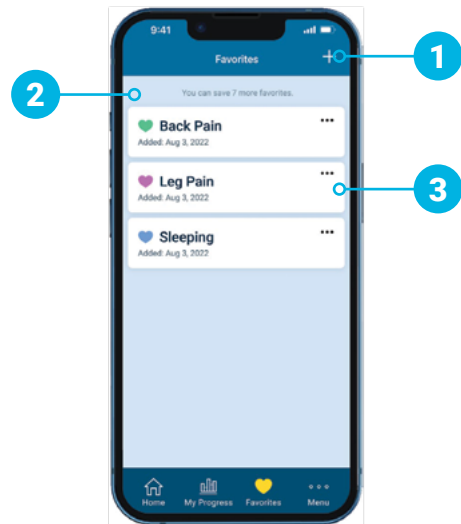 9:41
Favorites
1
2
You can save 7 more favorites.
Back Pain
Added: Aug 3, 2022
Leg Pain
Added: Aug 3, 2022
3
Sleeping
Added: Aug 3, 2022
Home My Progress Favorites Menu